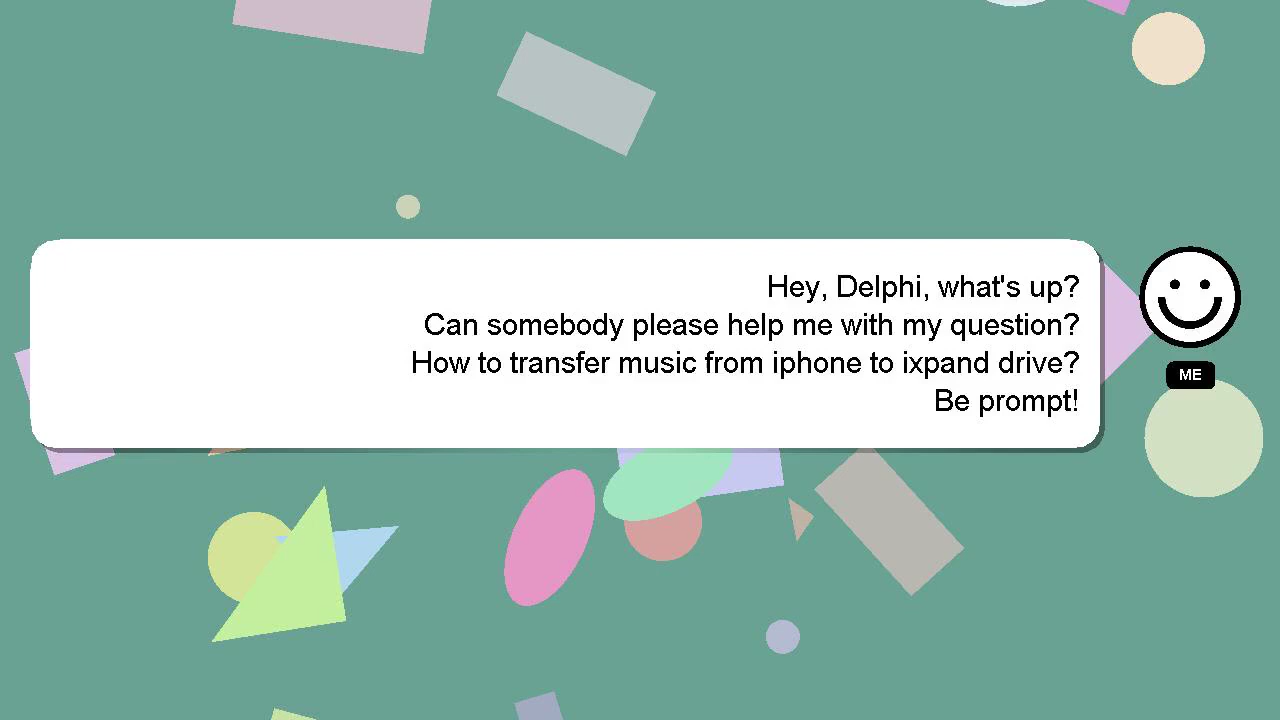 Hey, Delphi, what's up?
Can somebody please help me with my question?
How to transfer music from iphone to ixpand drive?
Be prompt!
ME